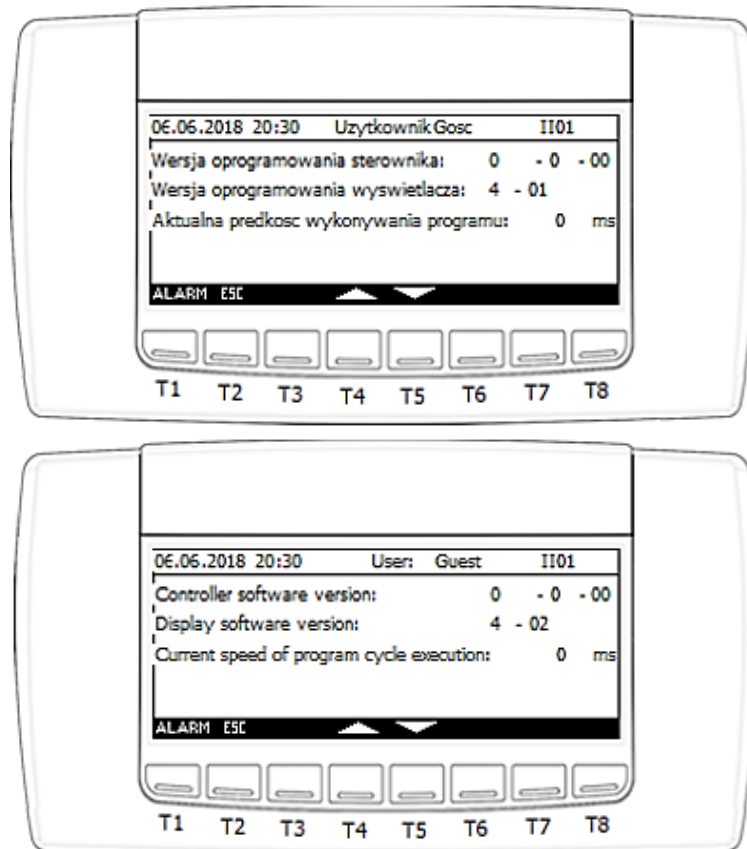 06.06.2018 20:30 Uzytkownik Gosc II01
Wersja oprogramowania sterownika: 0 - 0 - 00
Wersja oprogramowania wyswietlacza: 4 - 01
Aktualna predkosc wykonywania programu: 0 ms
ALARM ESC
T1 T2 T3 T4 T5 T6 T7 T8
06.06.2018 20:30 User: Guest II01
Controller software version: 0 - 0 - 00
Display software version: 4 - 02
Current speed of program cycle execution: 0 ms
ALARM ESC
T1 T2 T3 T4 T5 T6 T7 T8